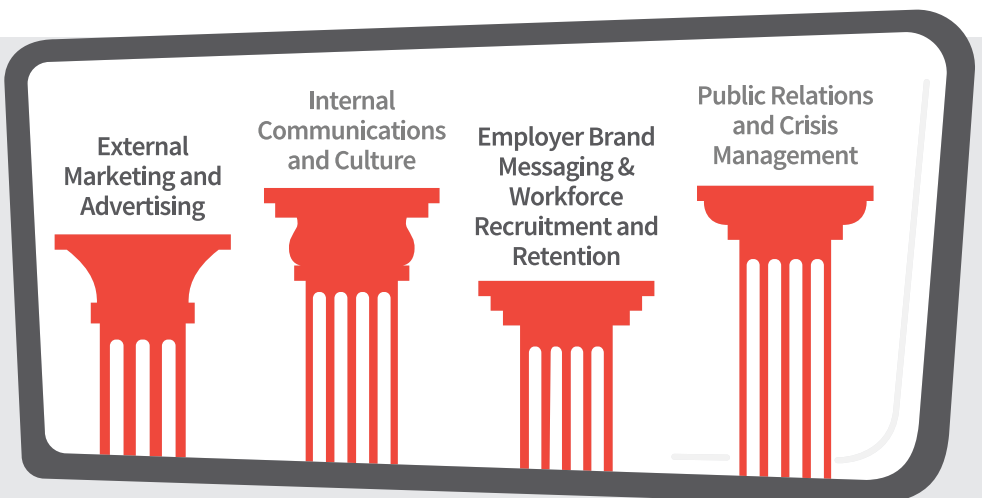 External
Marketing and
Advertising
Internal
Communications
and Culture
Employer Brand
Messaging &
Workforce
Recruitment and
Retention
Public Relations
and Crisis
Management